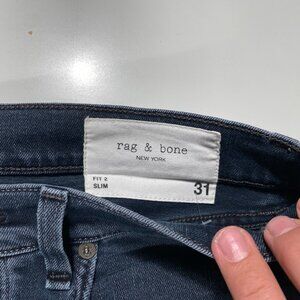 rag & bone
NEW YORK
FIT 2
SLIM
31